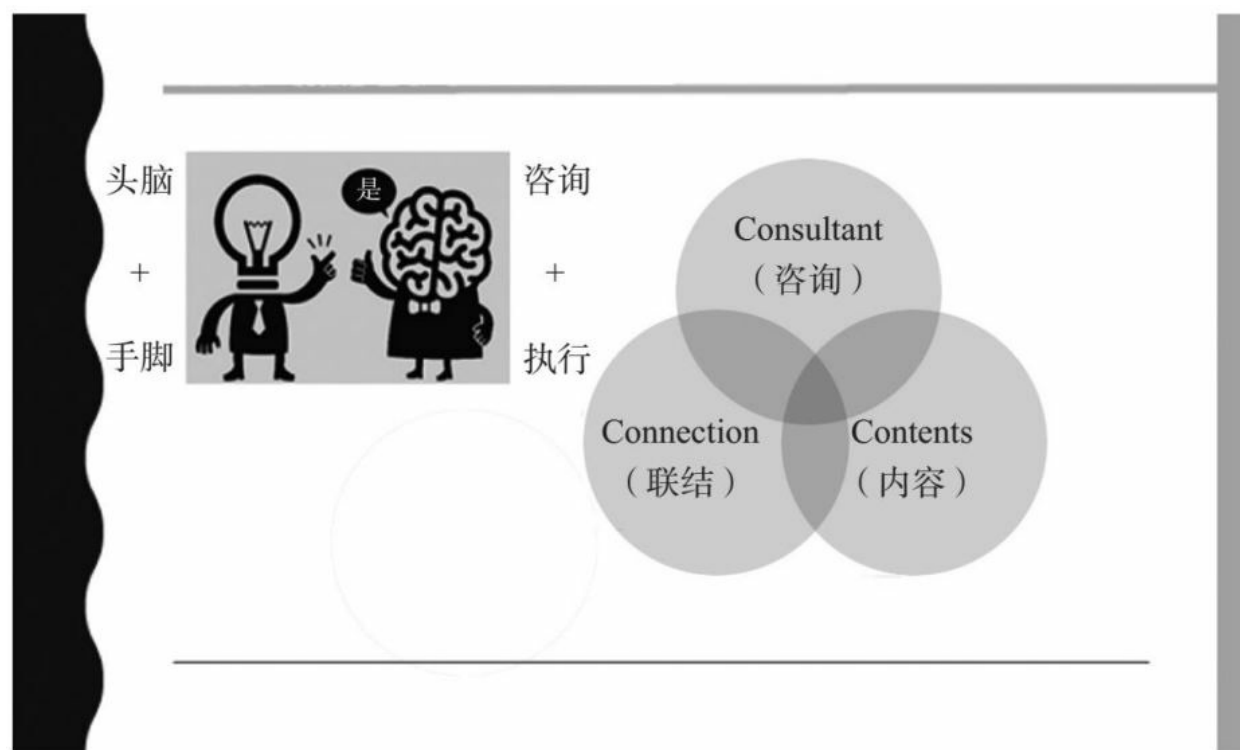 头脑
+
手脚
是
咨询
+
执行
Consultant
（咨询）
Connection
（联结）
Contents
（内容）